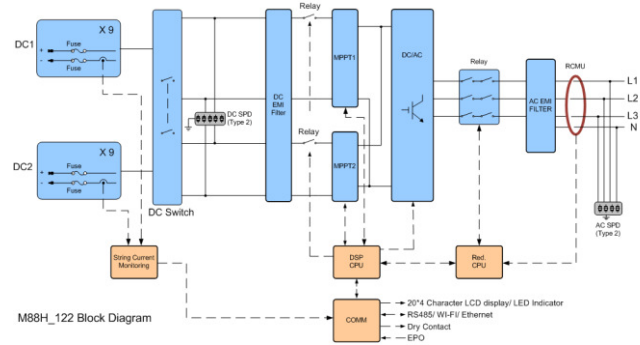 DC1
X 9
Fuse
+
-
Fuse
DC2
X 9
Fuse
+
-
Fuse
DC Switch
DC SPD
(Type 2)
DC
EMI
Filter
Relay
Relay
MPPT1
MPPT2
DC/AC
Relay
AC EMI
FILTER
RCMU
L1
L2
L3
N
AC SPD
(Type 2)
String Current
Monitoring
DSP
CPU
Red.
CPU
COMM
20*4 Character LCD display/ LED Indicator
RS485/ WI-FI/ Ethernet
Dry Contact
EPO
M88H_122 Block Diagram